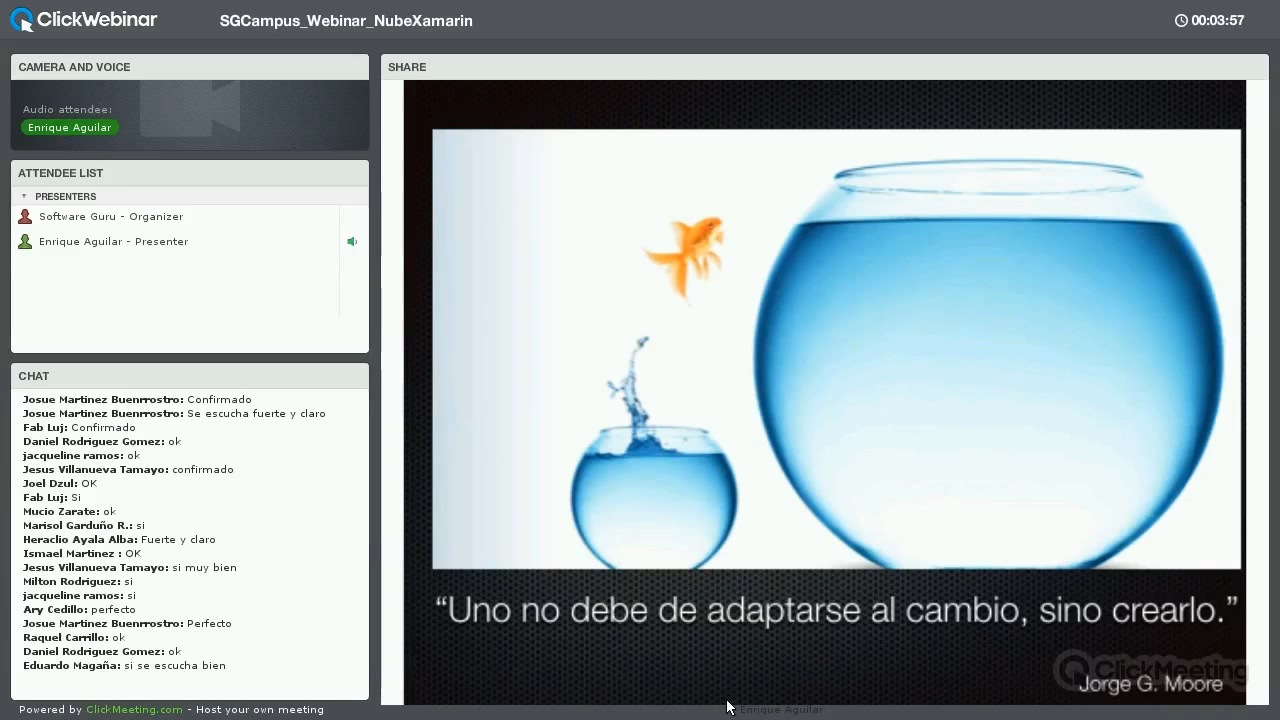 ClickWebinar
SGCampus_Webinar_NubeXamarin
00:03:57
CAMERA AND VOICE
Audio attendee:
Enrique Aguilar
ATTENDEE LIST
PRESENTERS
Software Guru - Organizer
Enrique Aguilar - Presenter
CHAT
Josue Martinez Buenrrostro: Confirmado
Josue Martinez Buenrrostro: Se escucha fuerte y claro
Fab Luj: Confirmado
Daniel Rodriguez Gomez: ok
jacqueline ramos: ok
Jesus Villanueva Tamayo: confirmado
Joel Dzul: OK
Fab Luj: Si
Mucio Zarate: ok
Marisol Garduño R.: si
Heraclio Ayala Alba: Fuerte y claro
Ismael Martinez : OK
Jesus Villanueva Tamayo: si muy bien
Milton Rodriguez: si
jacqueline ramos: si
Ary Cedillo: perfecto
Josue Martinez Buenrrostro: Perfecto
Raquel Carrillo: ok
Daniel Rodriguez Gomez: ok
Eduardo Magaña: si se escucha bien
Powered by ClickMeeting.com - Host your own meeting
SHARE
“Uno no debe de adaptarse al cambio, sino crearlo.”
ClickMeeting
Jorge G. Moore
Enrique Aguilar